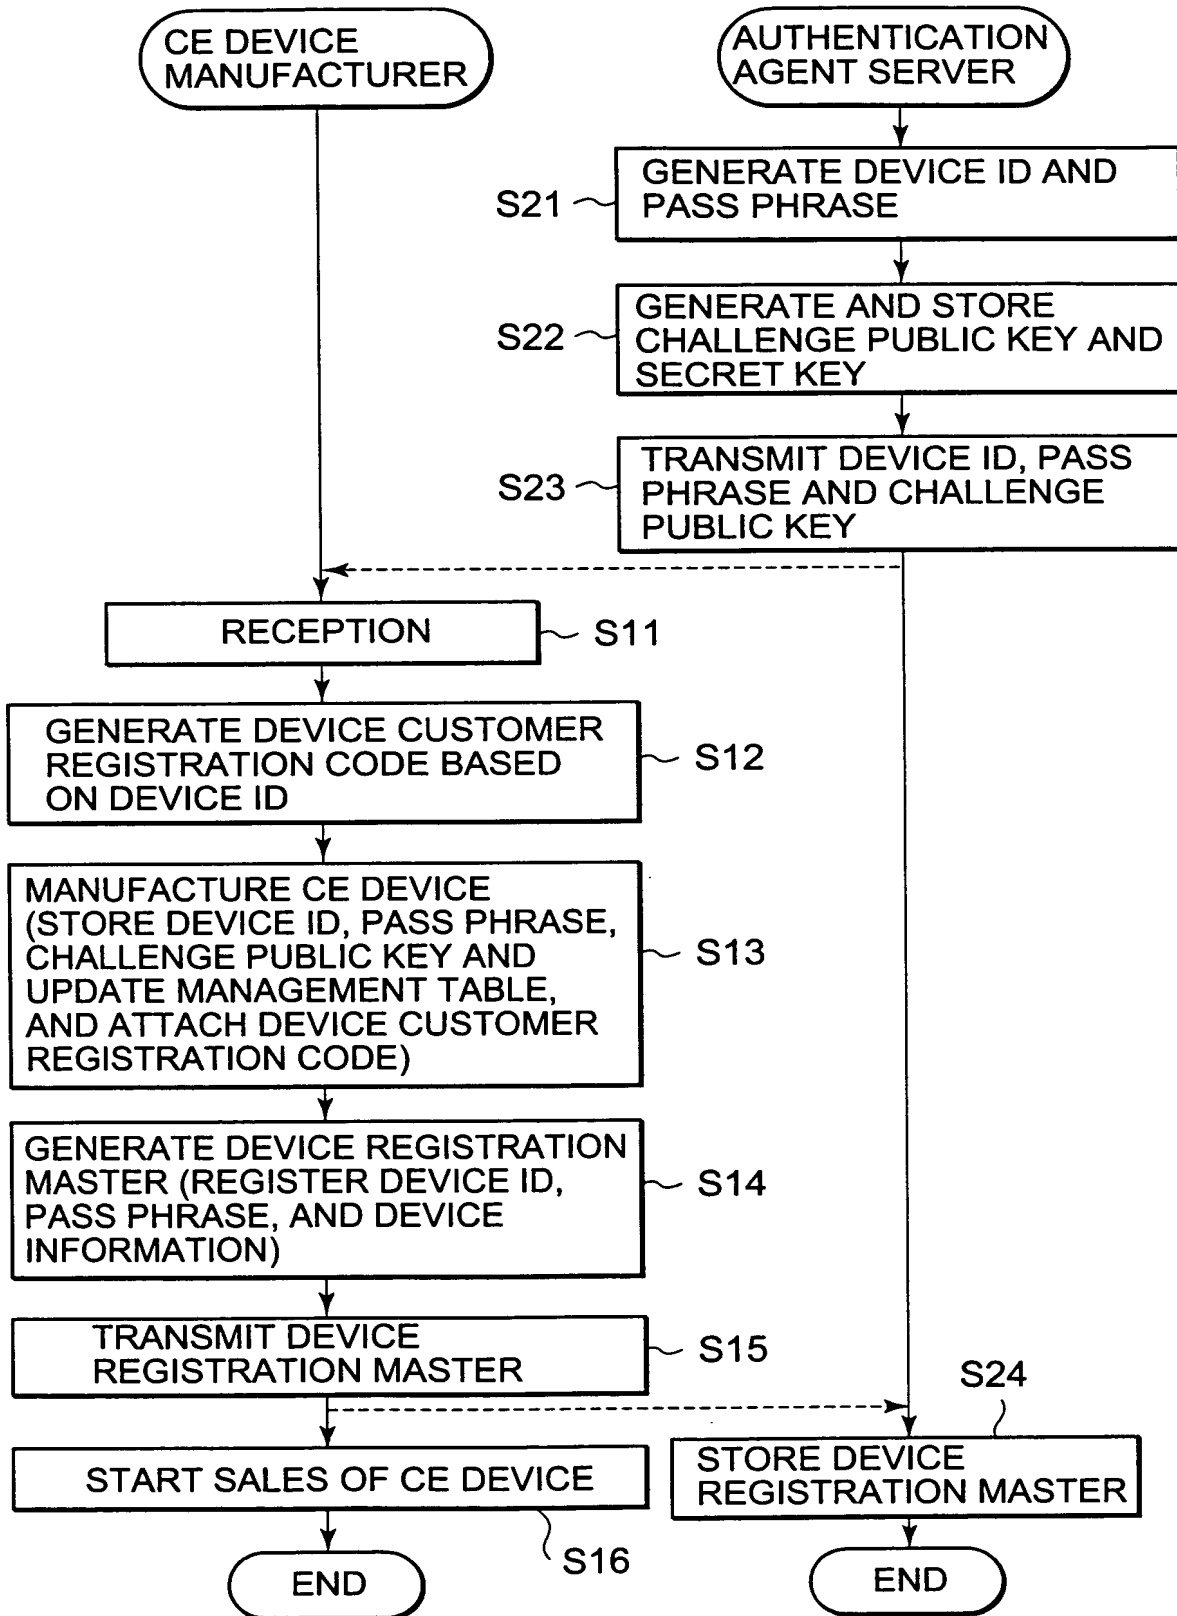 CE DEVICE
MANUFACTURER
AUTHENTICATION
AGENT SERVER
GENERATE DEVICE ID AND
PASS PHRASE
S21
GENERATE AND STORE
CHALLENGE PUBLIC KEY AND
SECRET KEY
S22
TRANSMIT DEVICE ID, PASS
PHRASE AND CHALLENGE
PUBLIC KEY
S23
RECEPTION
S11
GENERATE DEVICE CUSTOMER
REGISTRATION CODE BASED
ON DEVICE ID
S12
MANUFACTURE CE DEVICE
(STORE DEVICE ID, PASS PHRASE,
CHALLENGE PUBLIC KEY AND
UPDATE MANAGEMENT TABLE,
AND ATTACH DEVICE CUSTOMER
REGISTRATION CODE)
S13
GENERATE DEVICE REGISTRATION
MASTER (REGISTER DEVICE ID,
PASS PHRASE, AND DEVICE
INFORMATION)
S14
TRANSMIT DEVICE
REGISTRATION MASTER
S15
S24
START SALES OF CE DEVICE
STORE DEVICE
REGISTRATION MASTER
S16
END
END